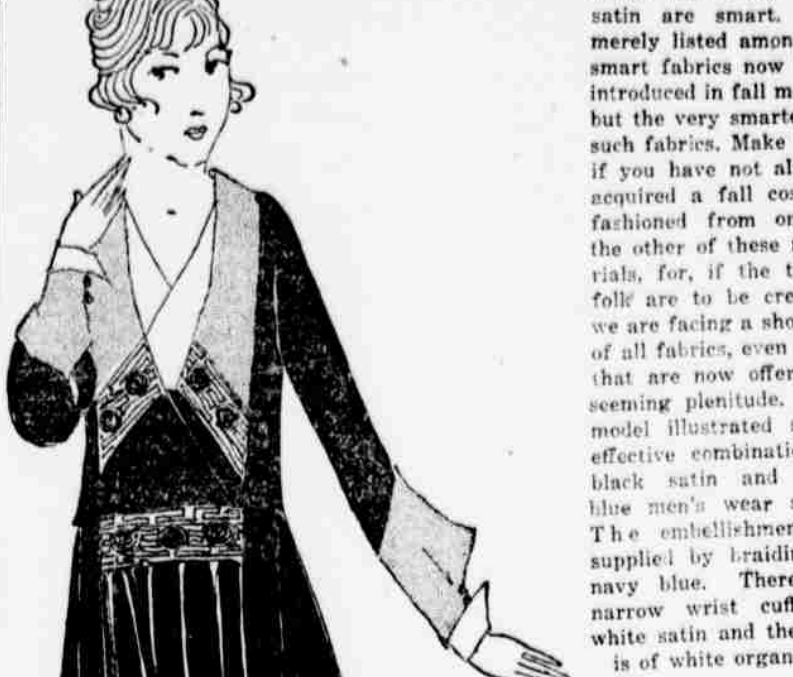 satin are smart.
merely listed amon
smart fabrics now
introduced in fall m
but the very smarte
such fabrics. Make
if you have not al
acquired a fall cos
fashioned from or
the other of these
rials, for, if the t
folk are to be cre
we are facing a sho
of all fabrics, even
that are now offer
seeming plenitude.
model illustrated s
effective combinati
black satin and
blue men's wear s
The embellishmen
supplied by braidin
navy blue. There
narrow wrist cuff
white satin and the
is of white organ